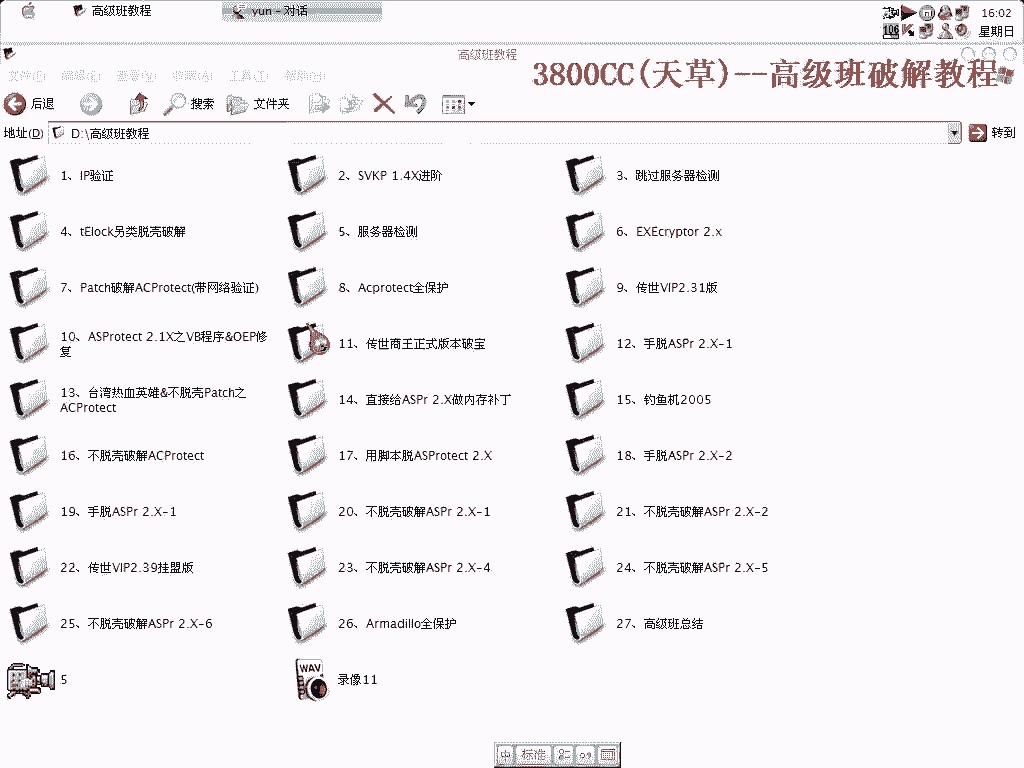 高级班教程
yun - 对话
16:02
星期日
高级班教程
文件(F) 编辑(E) 查看(V) 收藏(A) 工具(T) 帮助(H)
3800CC(天草)--高级班破解教程
后退 搜索 文件夹
地址(D) D:\高级班教程 转到
1、IP验证
2、SVKP 1.4X进阶
3、跳过服务器检测
4、tElock另类脱壳破解
5、服务器检测
6、EXEcryptor 2.x
7、Patch破解ACProtect(带网络验证)
8、Acprotect全保护
9、传世VIP2.31版
10、ASProtect 2.1X之VB程序&OEP修
复
11、传世商王正式版本破宝
12、手脱ASPr 2.X-1
13、台湾热血英雄&不脱壳Patch之
ACProtect
14、直接给ASPr 2.X做内存补丁
15、钓鱼机2005
16、不脱壳破解ACProtect
17、用脚本脱ASProtect 2.X
18、手脱ASPr 2.X-2
19、手脱ASPr 2.X-1
20、不脱壳破解ASPr 2.X-1
21、不脱壳破解ASPr 2.X-2
22、传世VIP2.39挂盟版
23、不脱壳破解ASPr 2.X-4
24、不脱壳破解ASPr 2.X-5
25、不脱壳破解ASPr 2.X-6
26、Armadillo全保护
27、高级班总结
5
WAV
录像11
中 标准